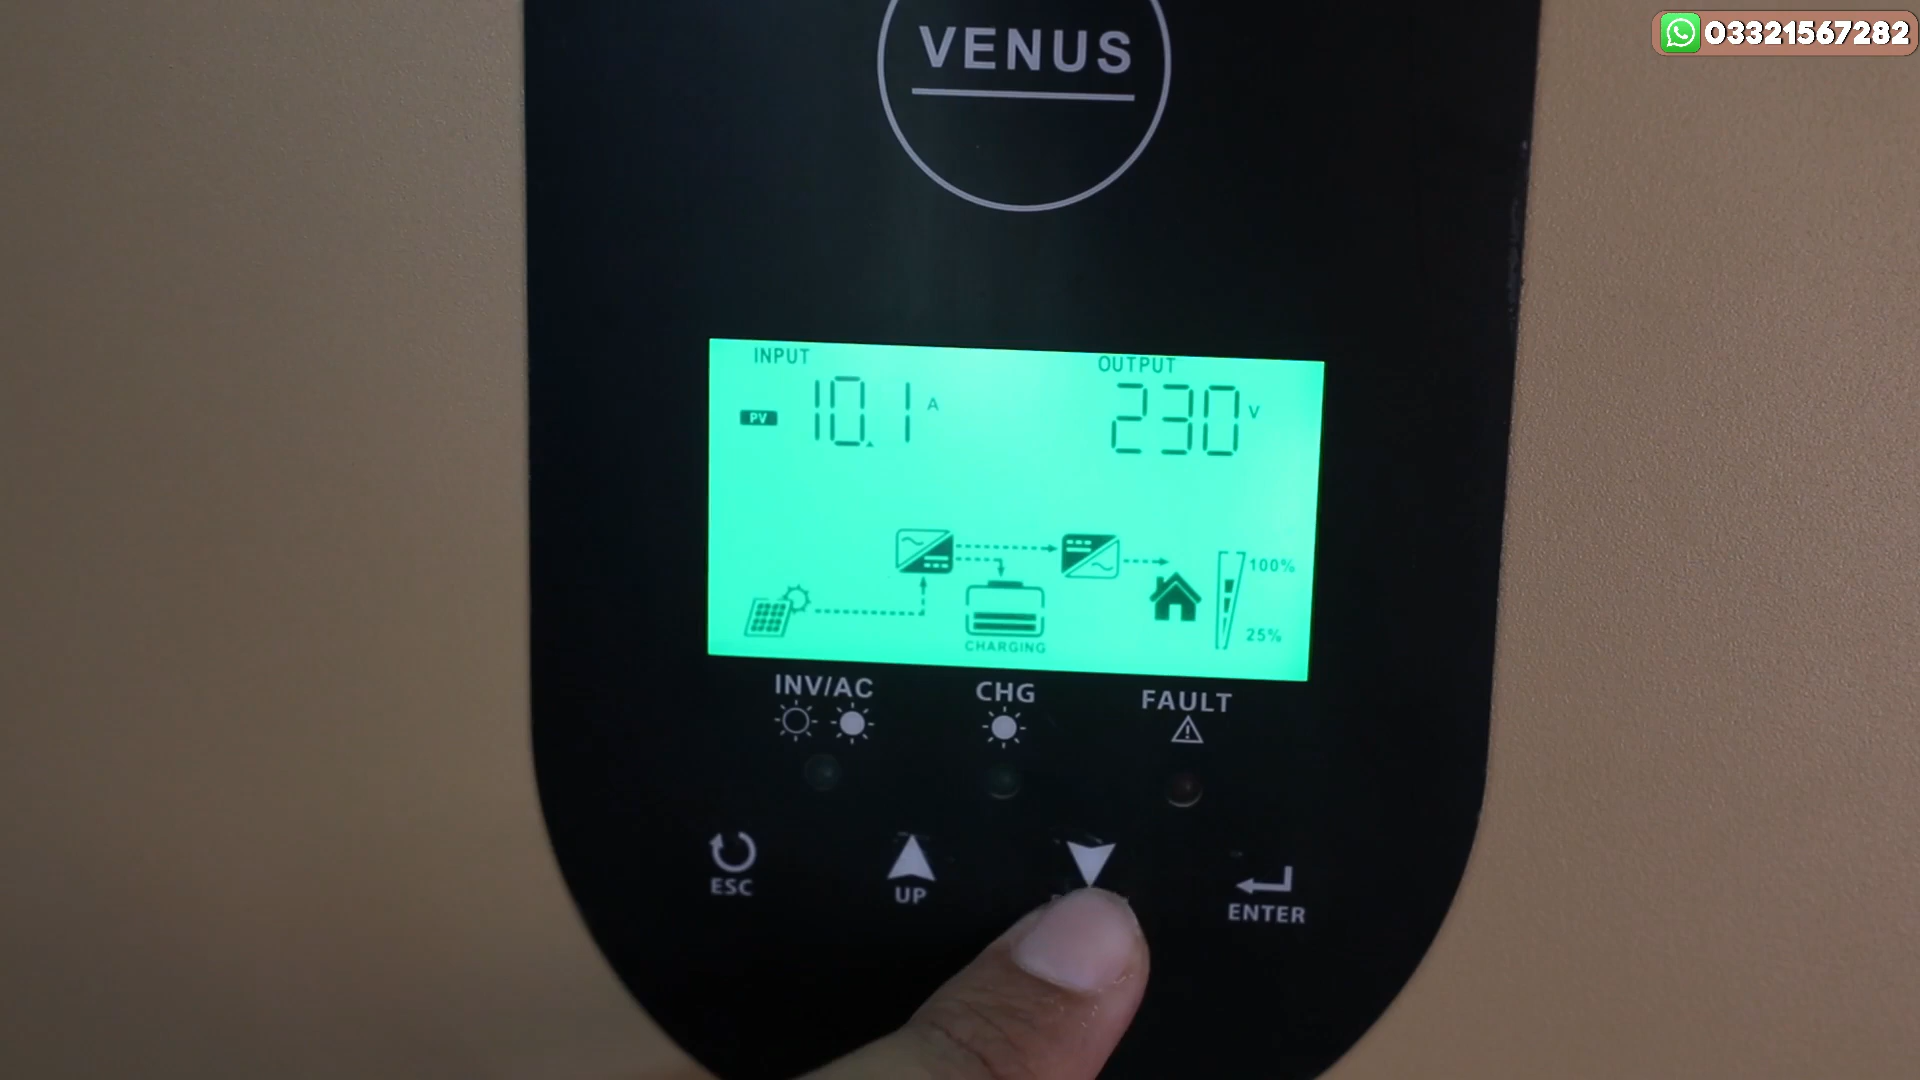 03321567282
VENUS
INPUT
OUTPUT
PV 10.1 A
230 V
100%
25%
CHARGING
INV/AC
CHG
FAULT
ESC
UP
ENTER